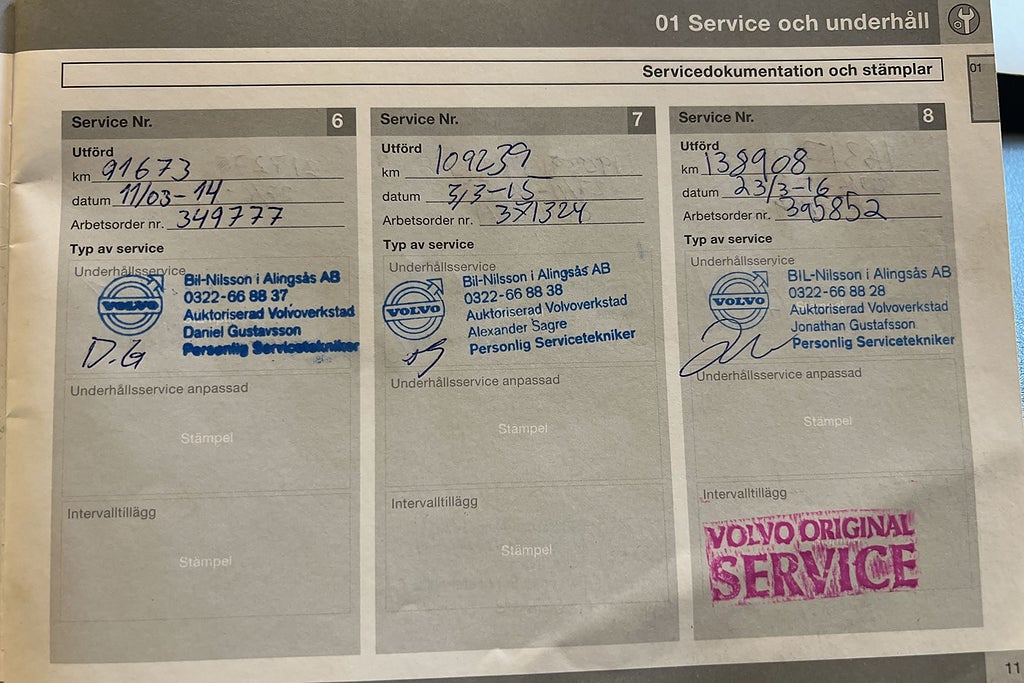 01 Service och underhåll
Servicedokumentation och stämplar
01
Service Nr. 6
Utförd
km 91673
datum 11/03-14
Arbetsorder nr. 349777
Typ av service
Underhållsservice
VOLVO
Bil-Nilsson i Alingsås AB
0322-66 88 37
Auktoriserad Volvoverkstad
Daniel Gustavsson
Personlig Servicetekniker
D.G
Underhållsservice anpassad
Stämpel
Intervalltillägg
Stämpel
Service Nr. 7
Utförd
km 109239
datum 3/3-15
Arbetsorder nr. 371324
Typ av service
Underhållsservice
VOLVO
Bil-Nilsson i Alingsås AB
0322-66 88 38
Auktoriserad Volvoverkstad
Alexander Sagre
Personlig Servicetekniker
Underhållsservice anpassad
Stämpel
Intervalltillägg
Stämpel
Service Nr. 8
Utförd
km 138908
datum 23/3-16
Arbetsorder nr. 395852
Typ av service
Underhållsservice
VOLVO
BIL-Nilsson i Alingsås AB
0322-66 88 28
Auktoriserad Volvoverkstad
Jonathan Gustafsson
Personlig Servicetekniker
Underhållsservice anpassad
Stämpel
Intervalltillägg
VOLVO ORIGINAL
SERVICE
11